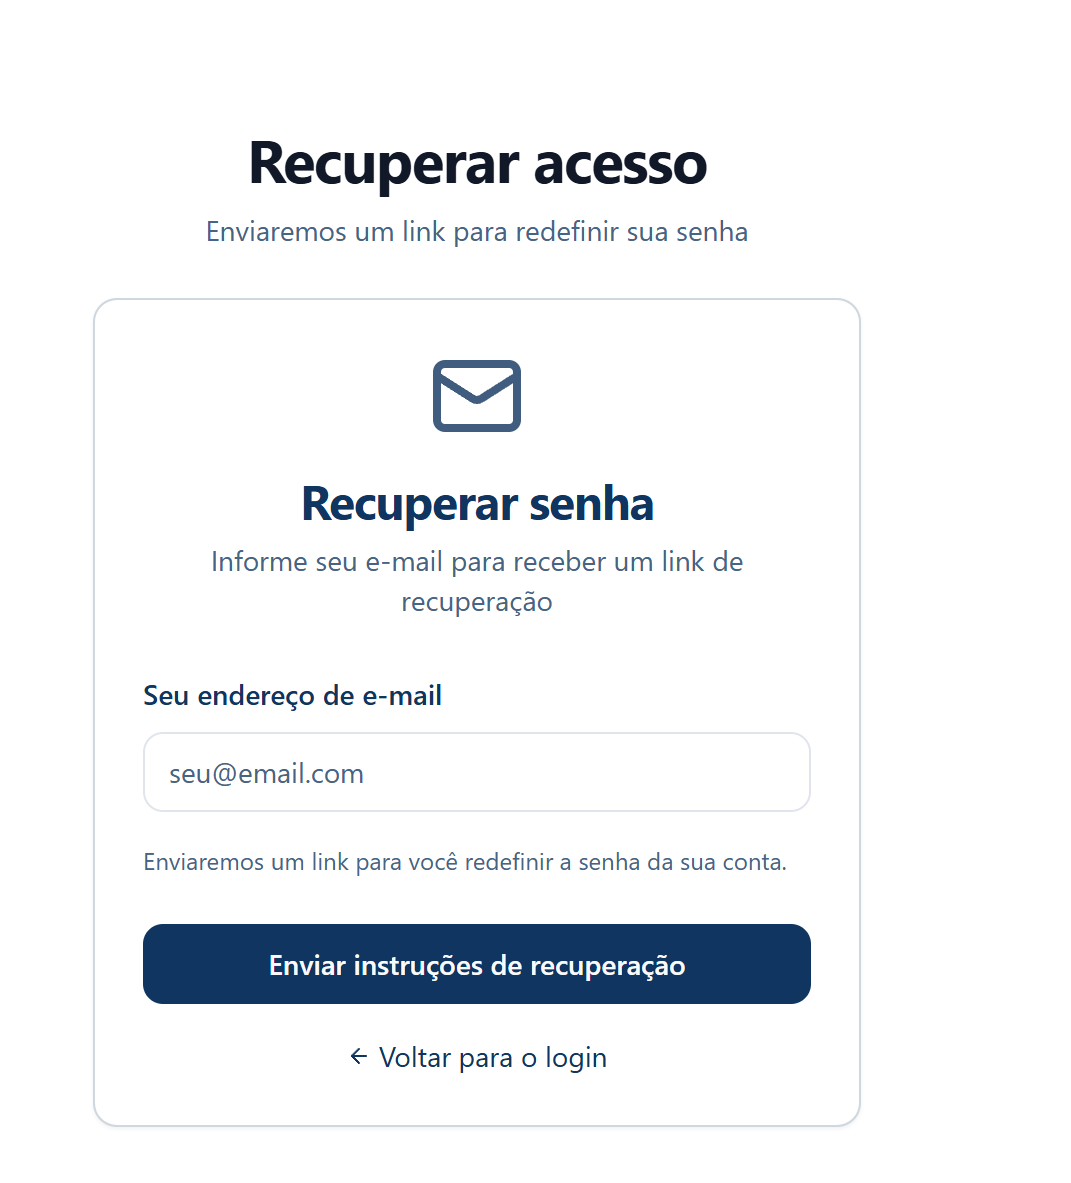 Recuperar acesso
Enviaremos um link para redefinir sua senha
Recuperar senha
Informe seu e-mail para receber um link de
recuperação
Seu endereço de e-mail
seu@email.com
Enviaremos um link para você redefinir a senha da sua conta.
Enviar instruções de recuperação
← Voltar para o login